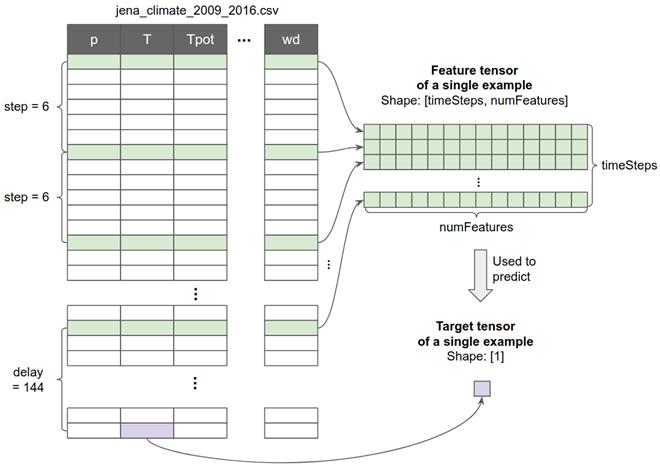 jena_climate_2009_2016.csv
p T Tpot ... wd
step = 6
step = 6
delay
= 144
...
...
...
Feature tensor
of a single example
Shape: [timeSteps, numFeatures]
...
timeSteps
numFeatures
Used to
predict
Target tensor
of a single example
Shape: [1]